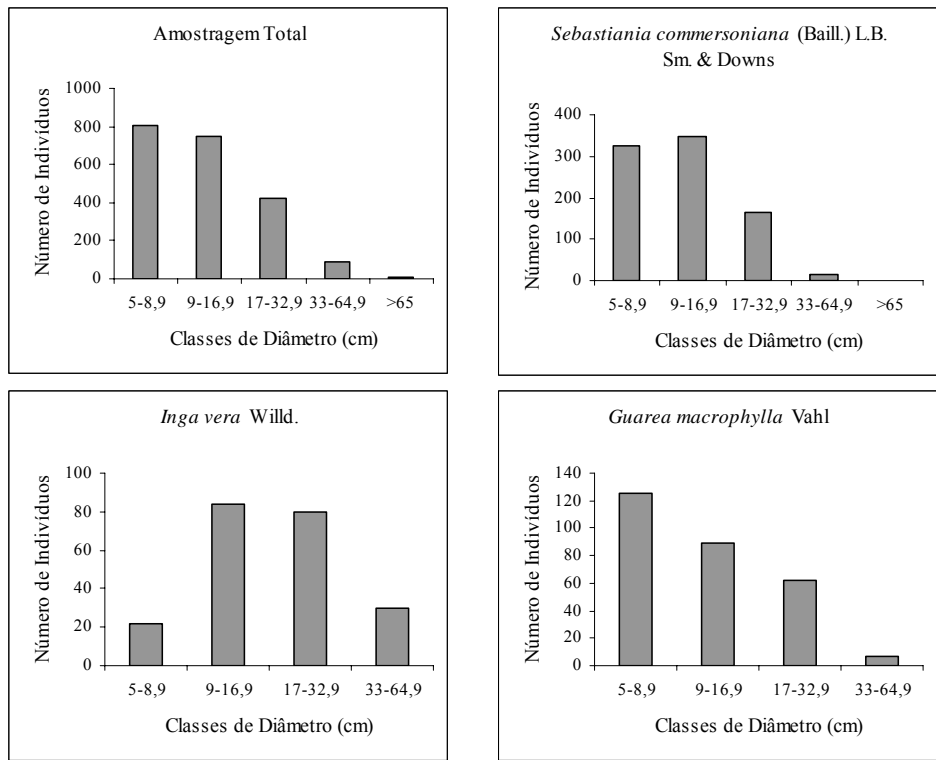 Amostragem Total
Número de Indivíduos
1000
800
600
400
200
0
5-8,9 9-16,9 17-32,9 33-64,9 >65
Classes de Diâmetro (cm)
Sebastiania commersoniana (Baill.) L.B.
Sm. & Downs
Número de Indivíduos
400
300
200
100
0
5-8,9 9-16,9 17-32,9 33-64,9 >65
Classes de Diâmetro (cm)
Inga vera Willd.
Número de Indivíduos
100
80
60
40
20
0
5-8,9 9-16,9 17-32,9 33-64,9
Classes de Diâmetro (cm)
Guarea macrophylla Vahl
Número de Indivíduos
140
120
100
80
60
40
20
0
5-8,9 9-16,9 17-32,9 33-64,9
Classes de Diâmetro (cm)